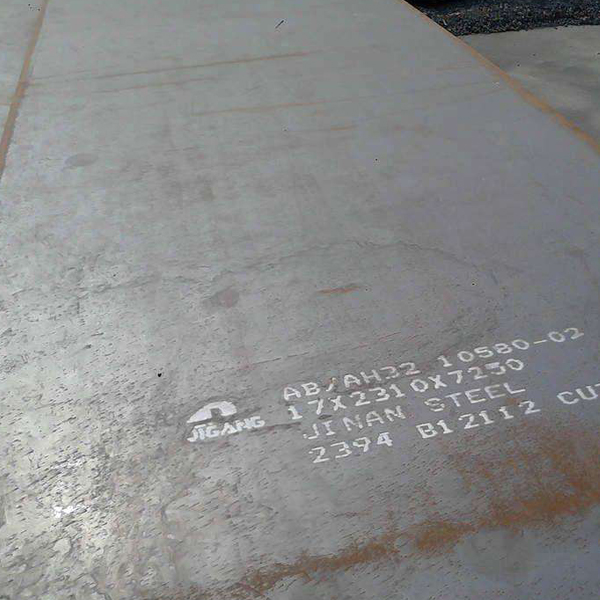 AB/AH32 10580-02
17X2310X7250
JIGANG
JINAN STEEL
2394 B12112 CUT